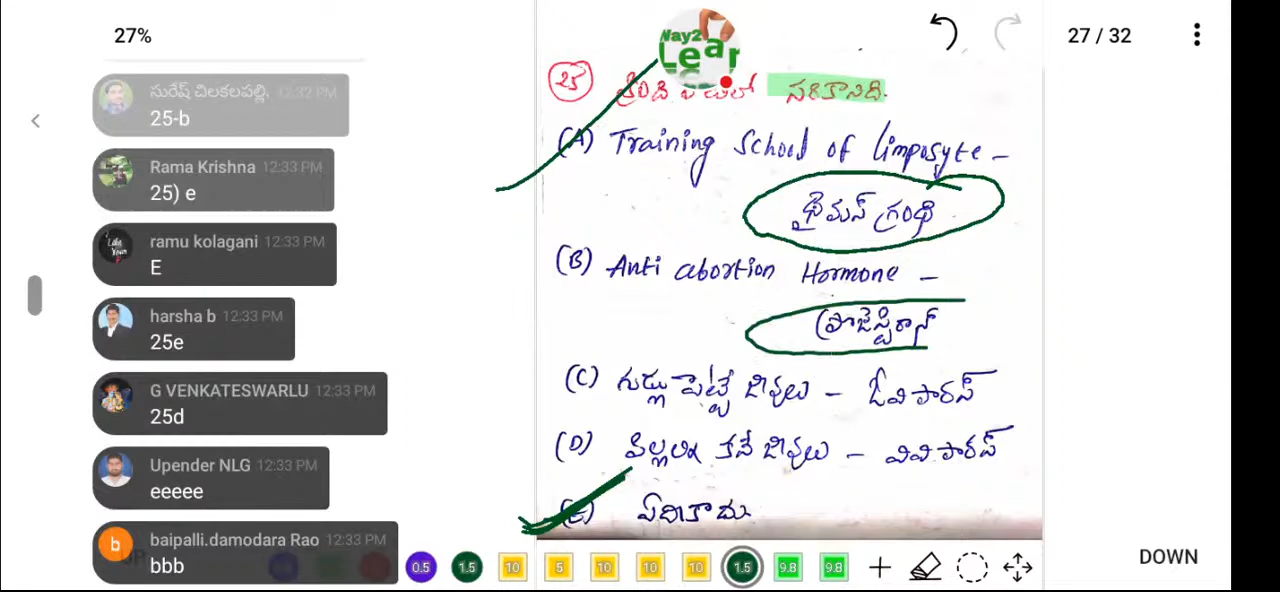 27%
27 / 32
సురేష్ చిలకలపల్లి. 12:32 PM
25-b
Rama Krishna 12:33 PM
25) e
ramu kolagani 12:33 PM
E
harsha b 12:33 PM
25e
G VENKATESWARLU 12:33 PM
25d
Upender NLG 12:33 PM
eeeee
baipalli.damodara Rao 12:33 PM
bbb
Way2
Lear
25 క్రింది సరికానిది.
(A) Training School of limposyte -
థైమస్ గ్రంథి
(B) Anti abortion Hormone -
ప్రొజెస్టిరాన్
(C) గుడ్లు పెట్టే జీవులు - ఓవిపారస్
(D) పిల్లలని కనే జీవులు - వివిపారస్
(E) ఏదికాదు
0.5 1.5 10 5 10 10 10 1.5 9.8 9.8
DOWN